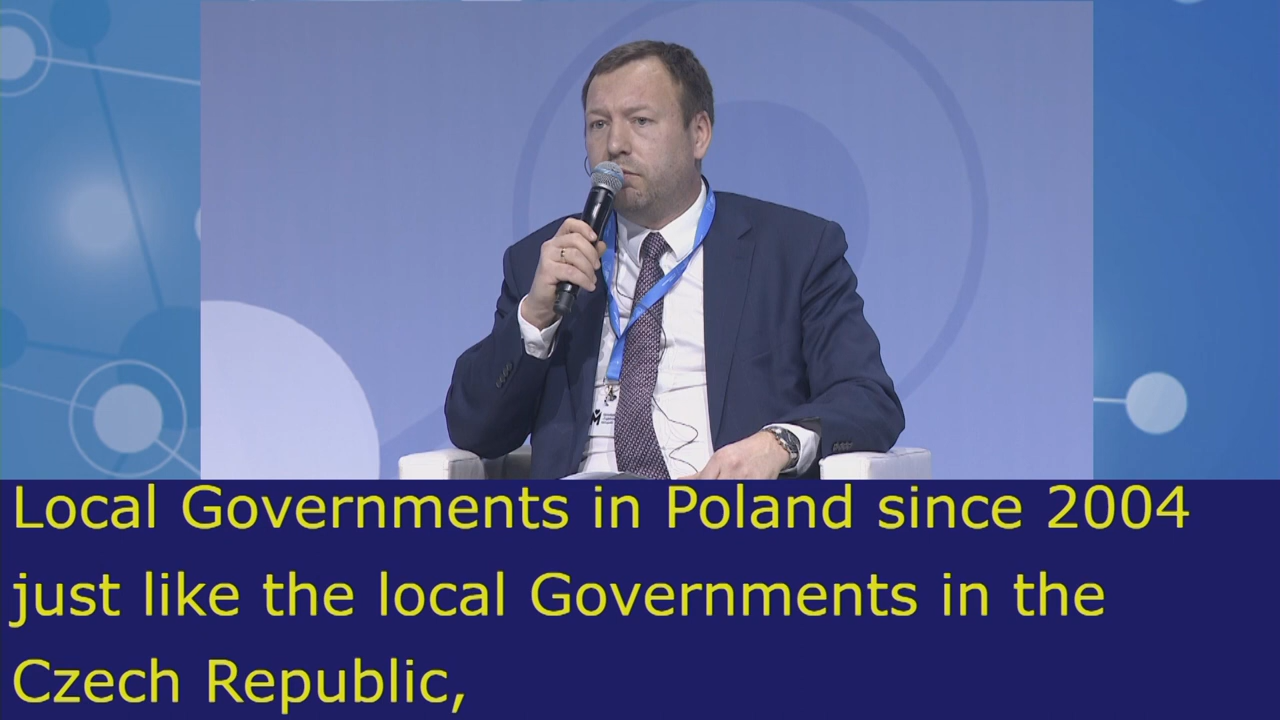 Local Governments in Poland since 2004
just like the local Governments in the
Czech Republic,